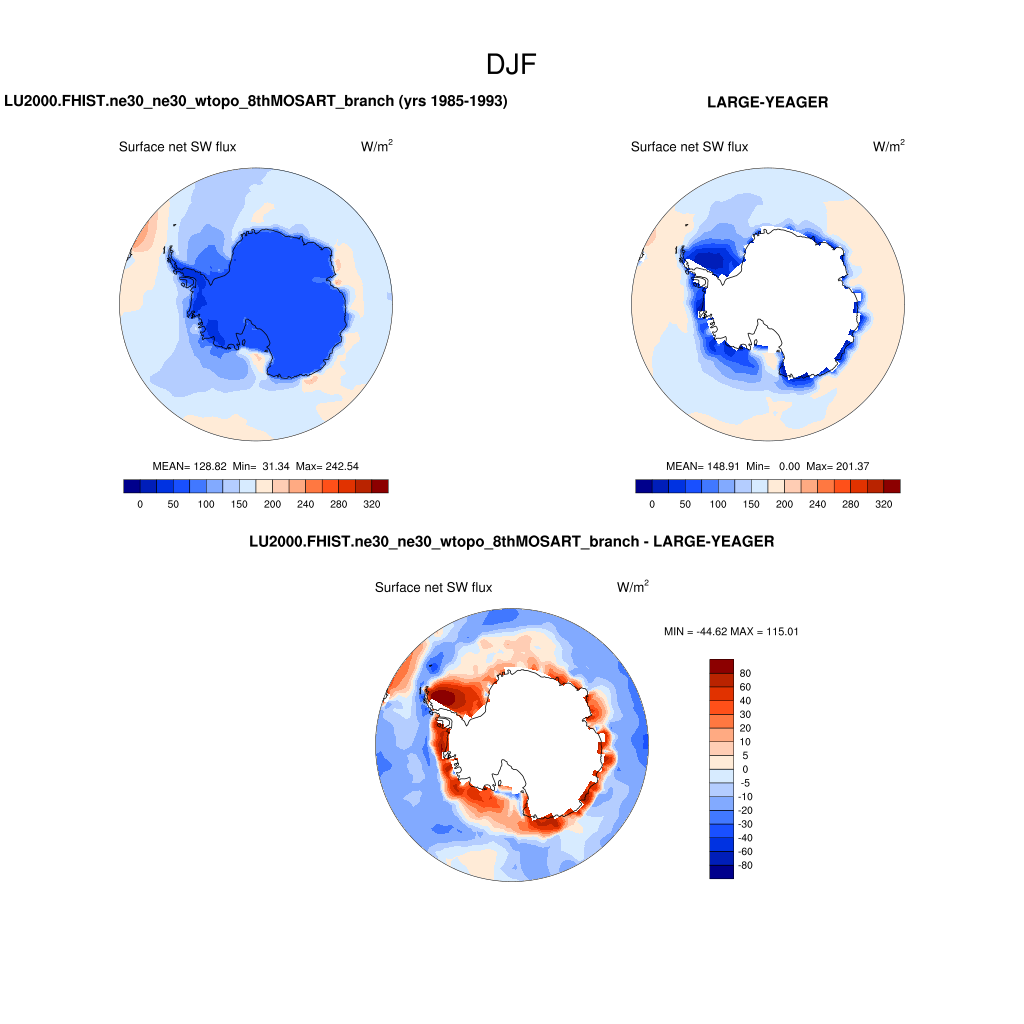 DJF
LU2000.FHIST.ne30_ne30_wtopo_8thMOSART_branch (yrs 1985-1993)
LARGE-YEAGER
Surface net SW flux W/m²
Surface net SW flux W/m²
MEAN= 128.82 Min= 31.34 Max= 242.54
MEAN= 148.91 Min= 0.00 Max= 201.37
0 50 100 150 200 240 280 320
0 50 100 150 200 240 280 320
LU2000.FHIST.ne30_ne30_wtopo_8thMOSART_branch - LARGE-YEAGER
Surface net SW flux W/m²
MIN = -44.62 MAX = 115.01
80
60
40
30
20
10
5
0
-5
-10
-20
-30
-40
-60
-80